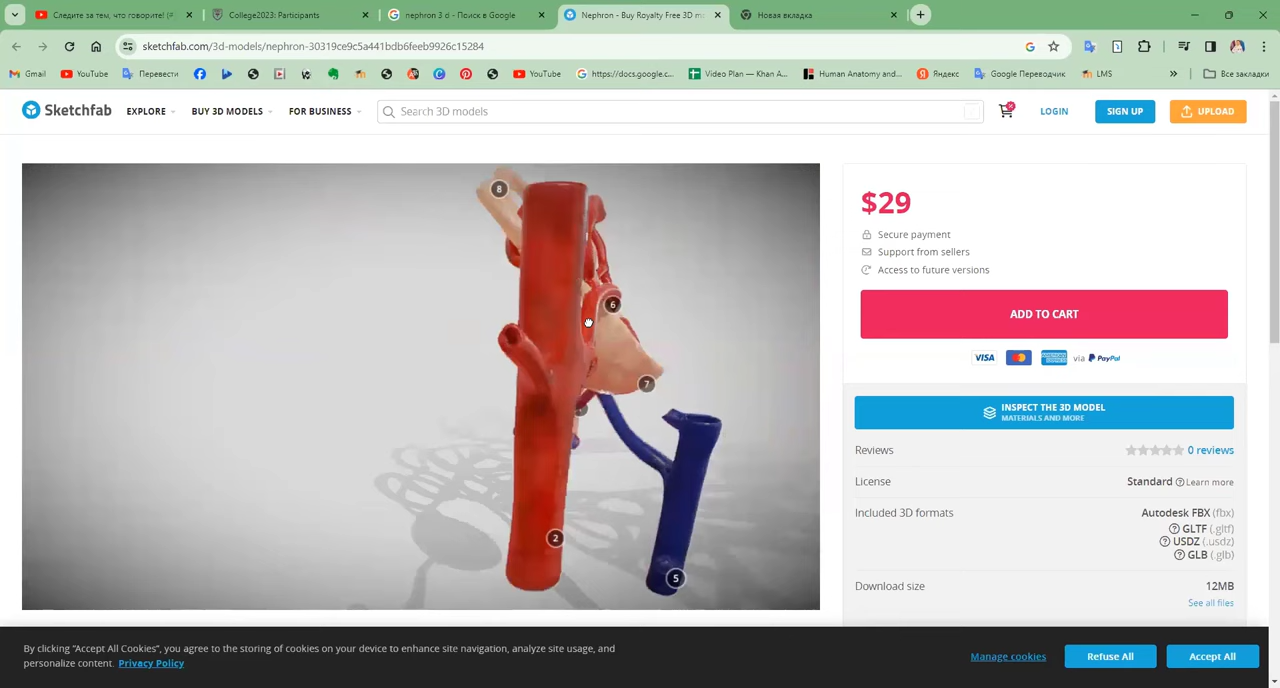 Следите за тем, что говорите! (Р
College2023: Participants
nephron 3 d - Поиск в Google
Nephron - Buy Royalty Free 3D m
Новая вкладка
sketchfab.com/3d-models/nephron-30319ce9c5a441bdb6feeb9926c15284
Gmail
YouTube
Перевести
YouTube
https://docs.google.c...
Video Plan — Khan A...
Human Anatomy and...
Яндекс
Google Переводчик
LMS
»
Все закладки
Sketchfab
EXPLORE
BUY 3D MODELS
FOR BUSINESS
Search 3D models
LOGIN
SIGN UP
UPLOAD
8
6
7
2
5
$29
Secure payment
Support from sellers
Access to future versions
ADD TO CART
VISA
via PayPal
INSPECT THE 3D MODEL
MATERIALS AND MORE
Reviews
0 reviews
License
Standard ? Learn more
Included 3D formats
Autodesk FBX (fbx)
? GLTF (.gltf)
? USDZ (.usdz)
? GLB (.glb)
Download size
12MB
See all files
By clicking “Accept All Cookies”, you agree to the storing of cookies on your device to enhance site navigation, analyze site usage, and
personalize content. Privacy Policy
Manage cookies
Refuse All
Accept All